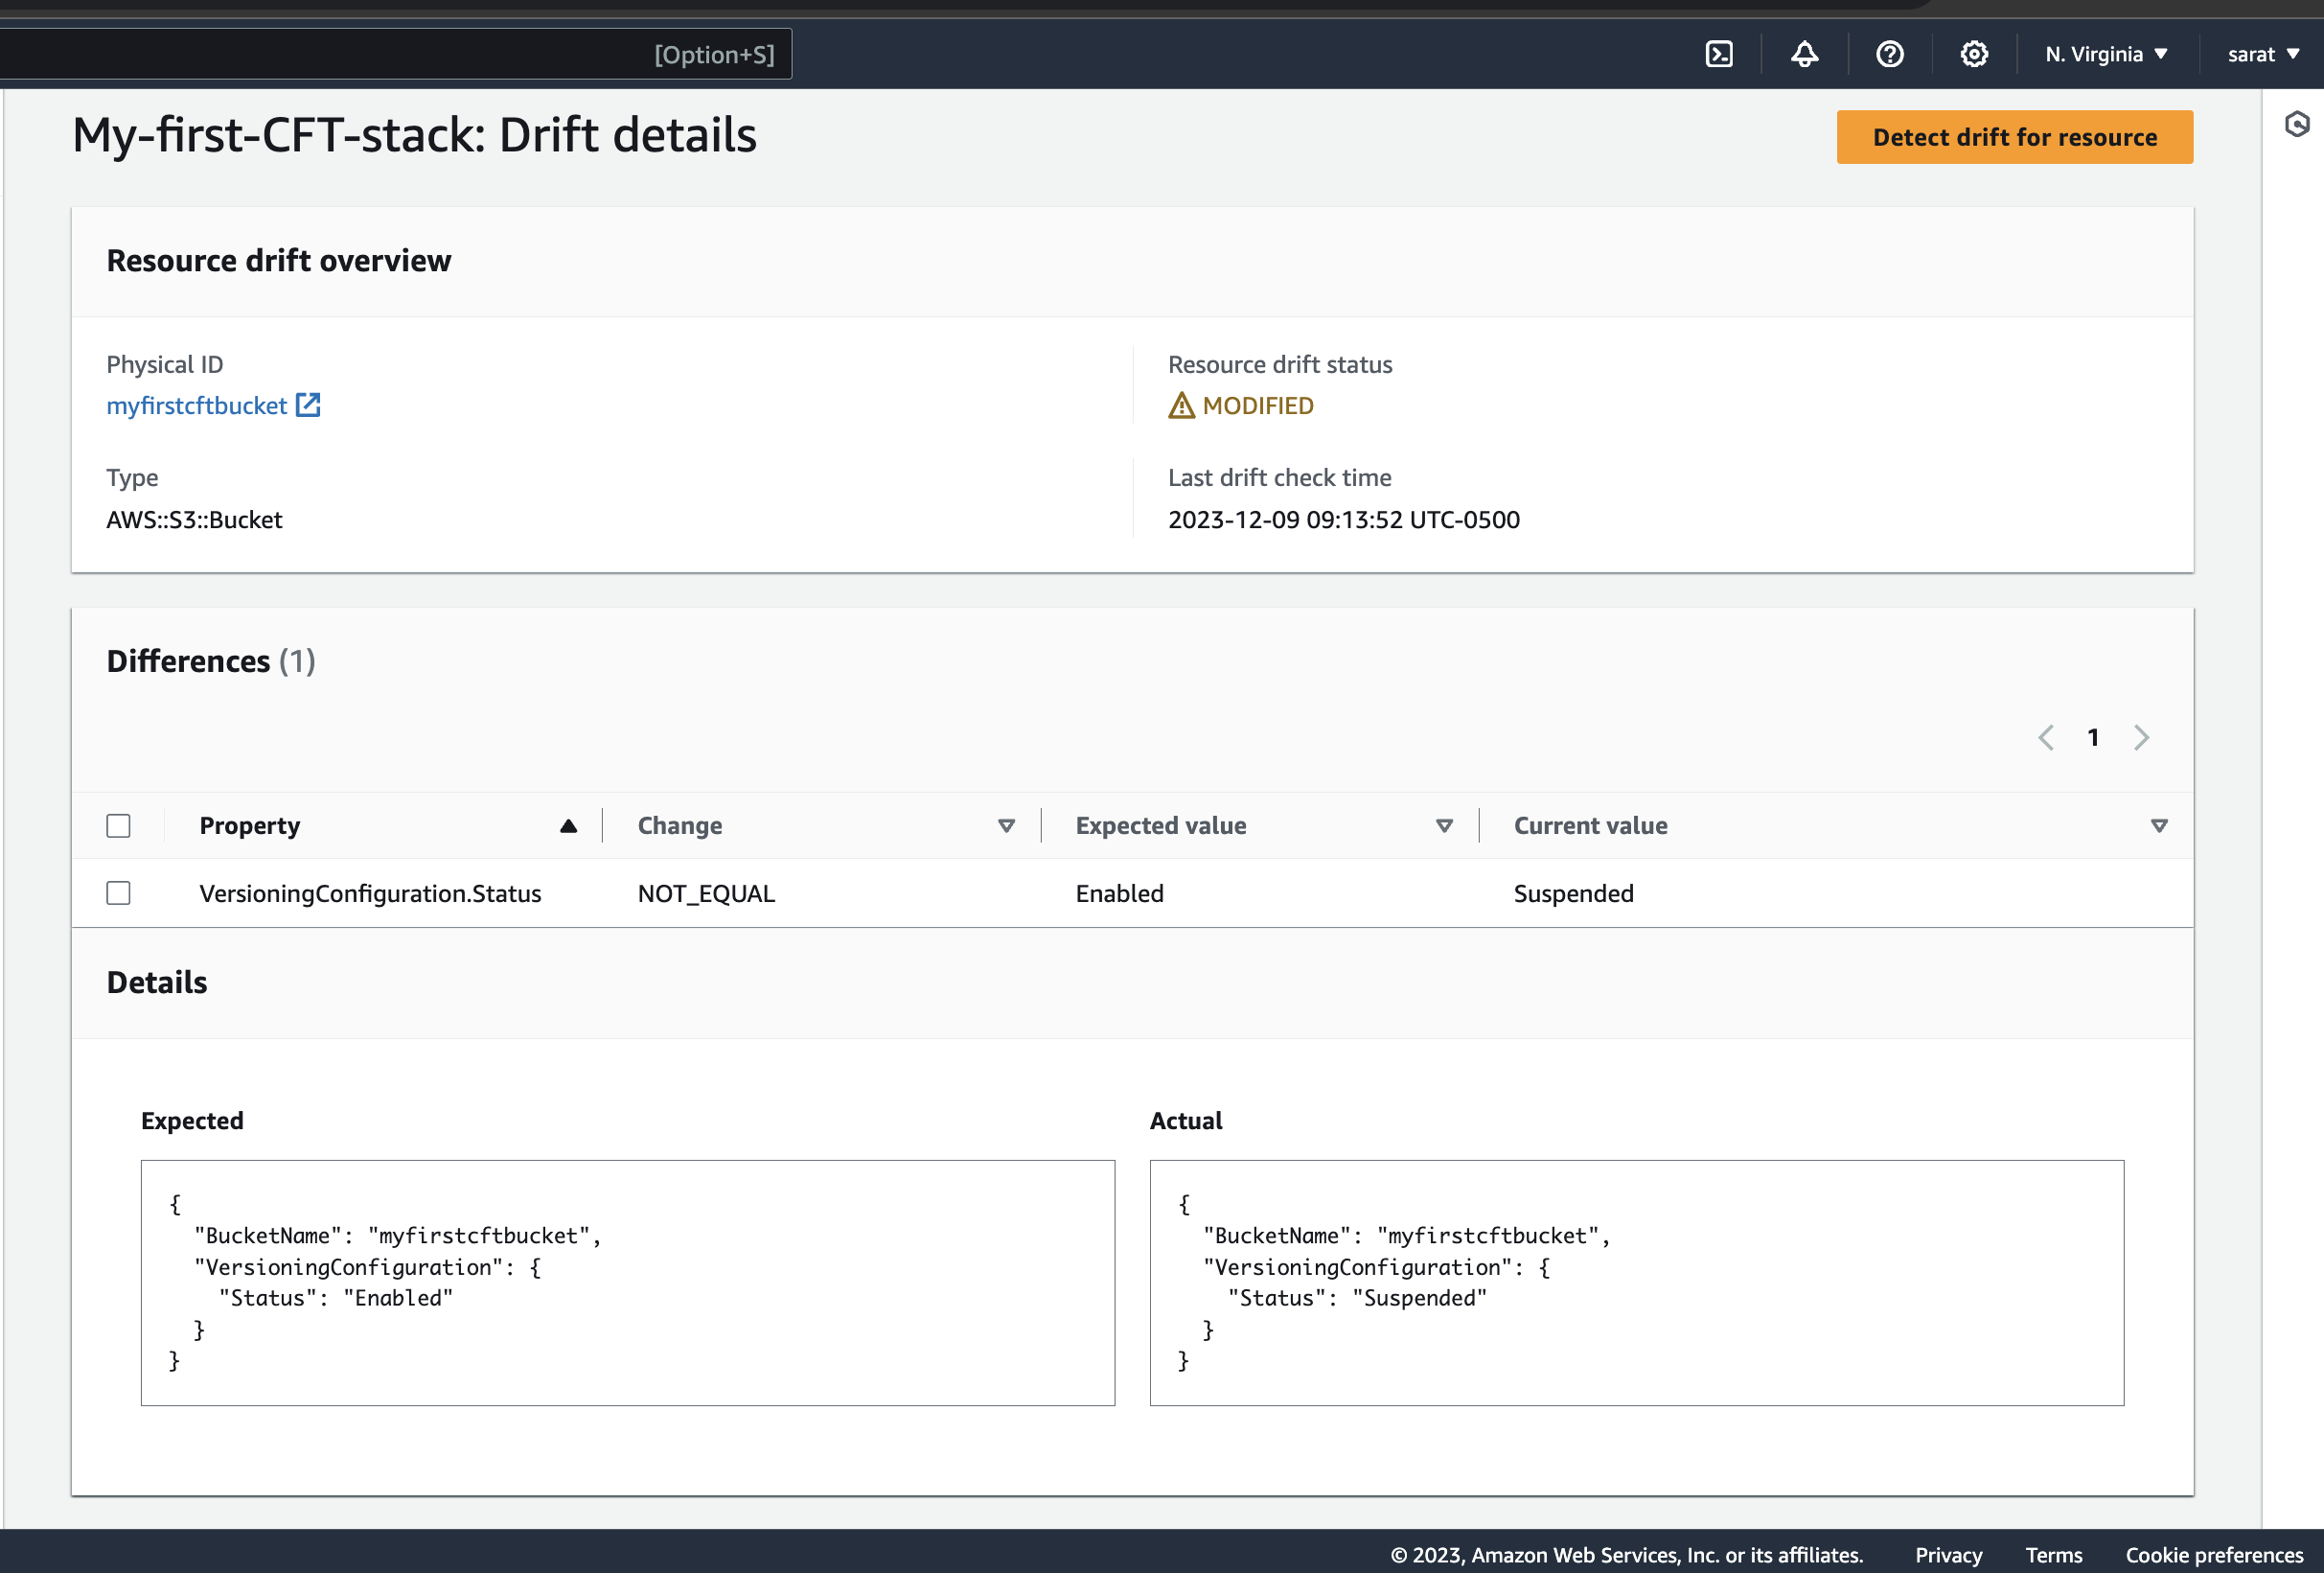 [Option+S]
N. Virginia
sarat
My-first-CFT-stack: Drift details
Detect drift for resource
Resource drift overview
Physical ID
myfirstcftbucket
Resource drift status
MODIFIED
Type
AWS::S3::Bucket
Last drift check time
2023-12-09 09:13:52 UTC-0500
Differences (1)
1
Property Change Expected value Current value
VersioningConfiguration.Status NOT_EQUAL Enabled Suspended
Details
Expected
{
"BucketName": "myfirstcftbucket",
"VersioningConfiguration": {
"Status": "Enabled"
}
}
Actual
{
"BucketName": "myfirstcftbucket",
"VersioningConfiguration": {
"Status": "Suspended"
}
}
© 2023, Amazon Web Services, Inc. or its affiliates. Privacy Terms Cookie preferences